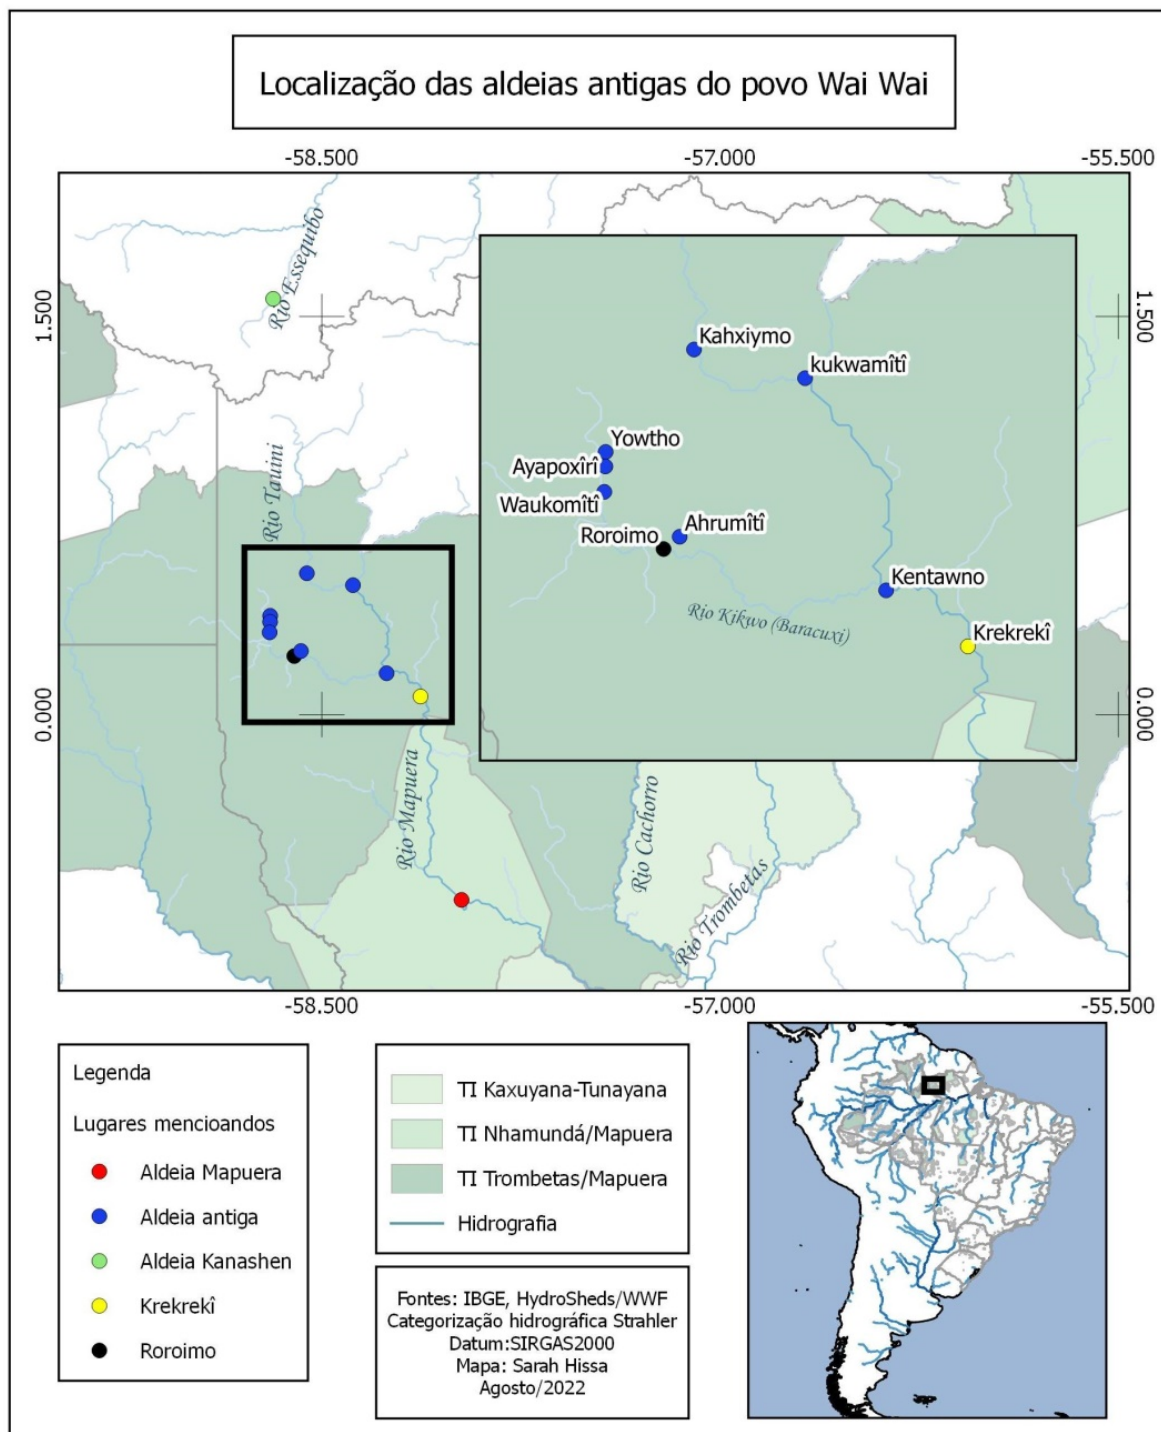 Localização das aldeias antigas do povo Wai Wai
-58.500
-57.000
-55.500
Rio Essequibo
1.500
1.500
Kahxiymo
kukwamîtî
Rio Tauini
Yowtho
Ayapoxîrî
Waukomîtî
Ahrumîtî
Roroimo
Kentawno
Rio Kikwo (Baracuxi)
Krekrekî
0.000
0.000
Rio Mapuera
Rio Cachorro
Rio Trombetas
-58.500
-57.000
-55.500
Legenda
Lugares mencioandos
Aldeia Mapuera
Aldeia antiga
Aldeia Kanashen
Krekrekî
Roroimo
TI Kaxuyana-Tunayana
TI Nhamundá/Mapuera
TI Trombetas/Mapuera
Hidrografia
Fontes: IBGE, HydroSheds/WWF
Categorização hidrográfica Strahler
Datum:SIRGAS2000
Mapa: Sarah Hissa
Agosto/2022